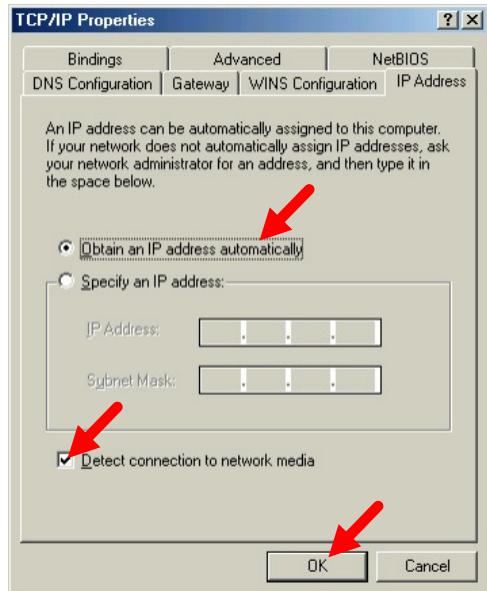 TCP/IP Properties
? ×
Bindings Advanced NetBIOS
DNS Configuration Gateway WINS Configuration IP Address
An IP address can be automatically assigned to this computer.
If your network does not automatically assign IP addresses, ask
your network administrator for an address, and then type it in
the space below.
Obtain an IP address automatically
Specify an IP address:
IP Address:
. . .
Subnet Mask:
. . .
Detect connection to network media
OK Cancel